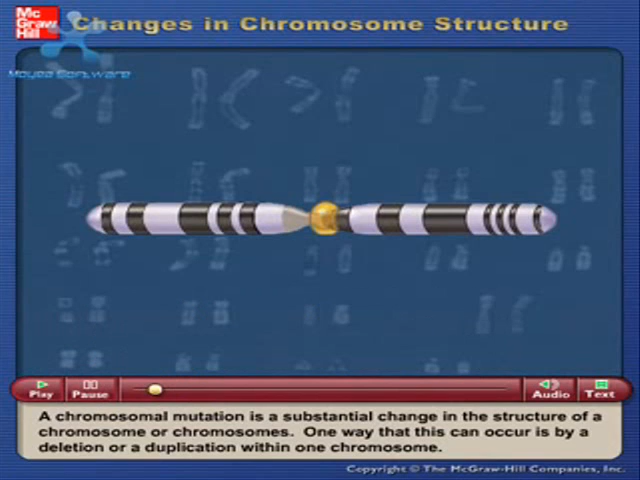 Mc
Graw
Hill
Changes in Chromosome Structure
Moyea Software
Play
Pause
Audio
Text
A chromosomal mutation is a substantial change in the structure of a
chromosome or chromosomes. One way that this can occur is by a
deletion or a duplication within one chromosome.
Copyright © The McGraw-Hill Companies, Inc.